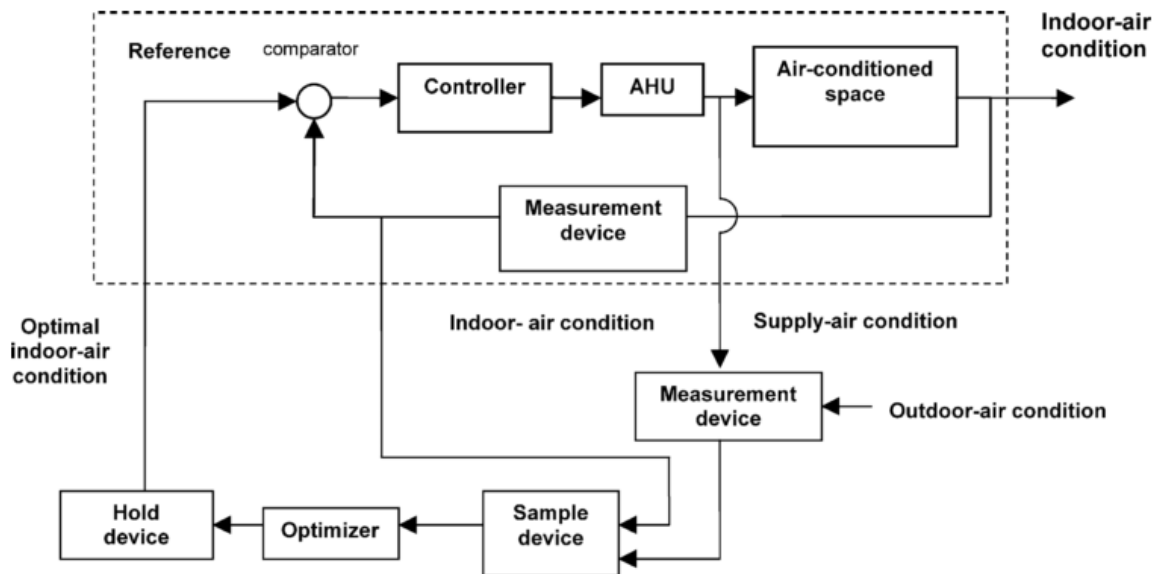 Indoor-air
condition
Reference
comparator
Controller
AHU
Air-conditioned
space
Measurement
device
Optimal
indoor-air
condition
Indoor- air condition
Supply-air condition
Measurement
device
Outdoor-air condition
Hold
device
Optimizer
Sample
device